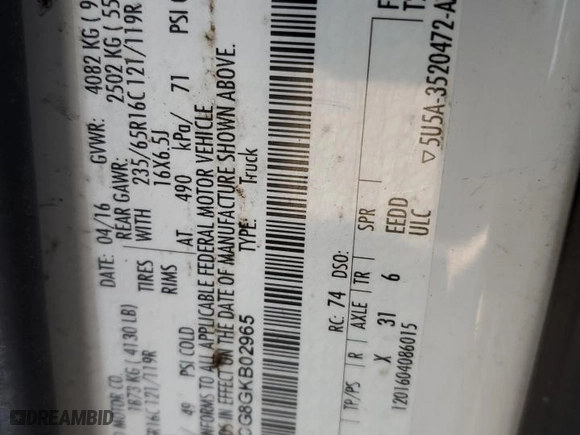 DATE: 04/16 GVWR: 4082 KG ( 9
REAR GAWR: 2502 KG ( 55
TIRES WITH 235/65R16C 121/119R
RIMS 16X6.5J
AT 490 kPa/ 71 PSI C
MOTOR CO.
1873 KG ( 4130 LB)
R16C 121/119R
/ 49 PSI COLD
ONFORMS TO ALL APPLICABLE FEDERAL MOTOR VEHICLE
DS IN EFFECT ON THE DATE OF MANUFACTURE SHOWN ABOVE.
CG8GKB02965 TYPE: Truck
RC: 74 DSO:
TP/PS R AXLE TR SPR
X 31 6 EEDD
1201604086015 ULC
▽5U5A-3520472-A
F
T
DREAMBID